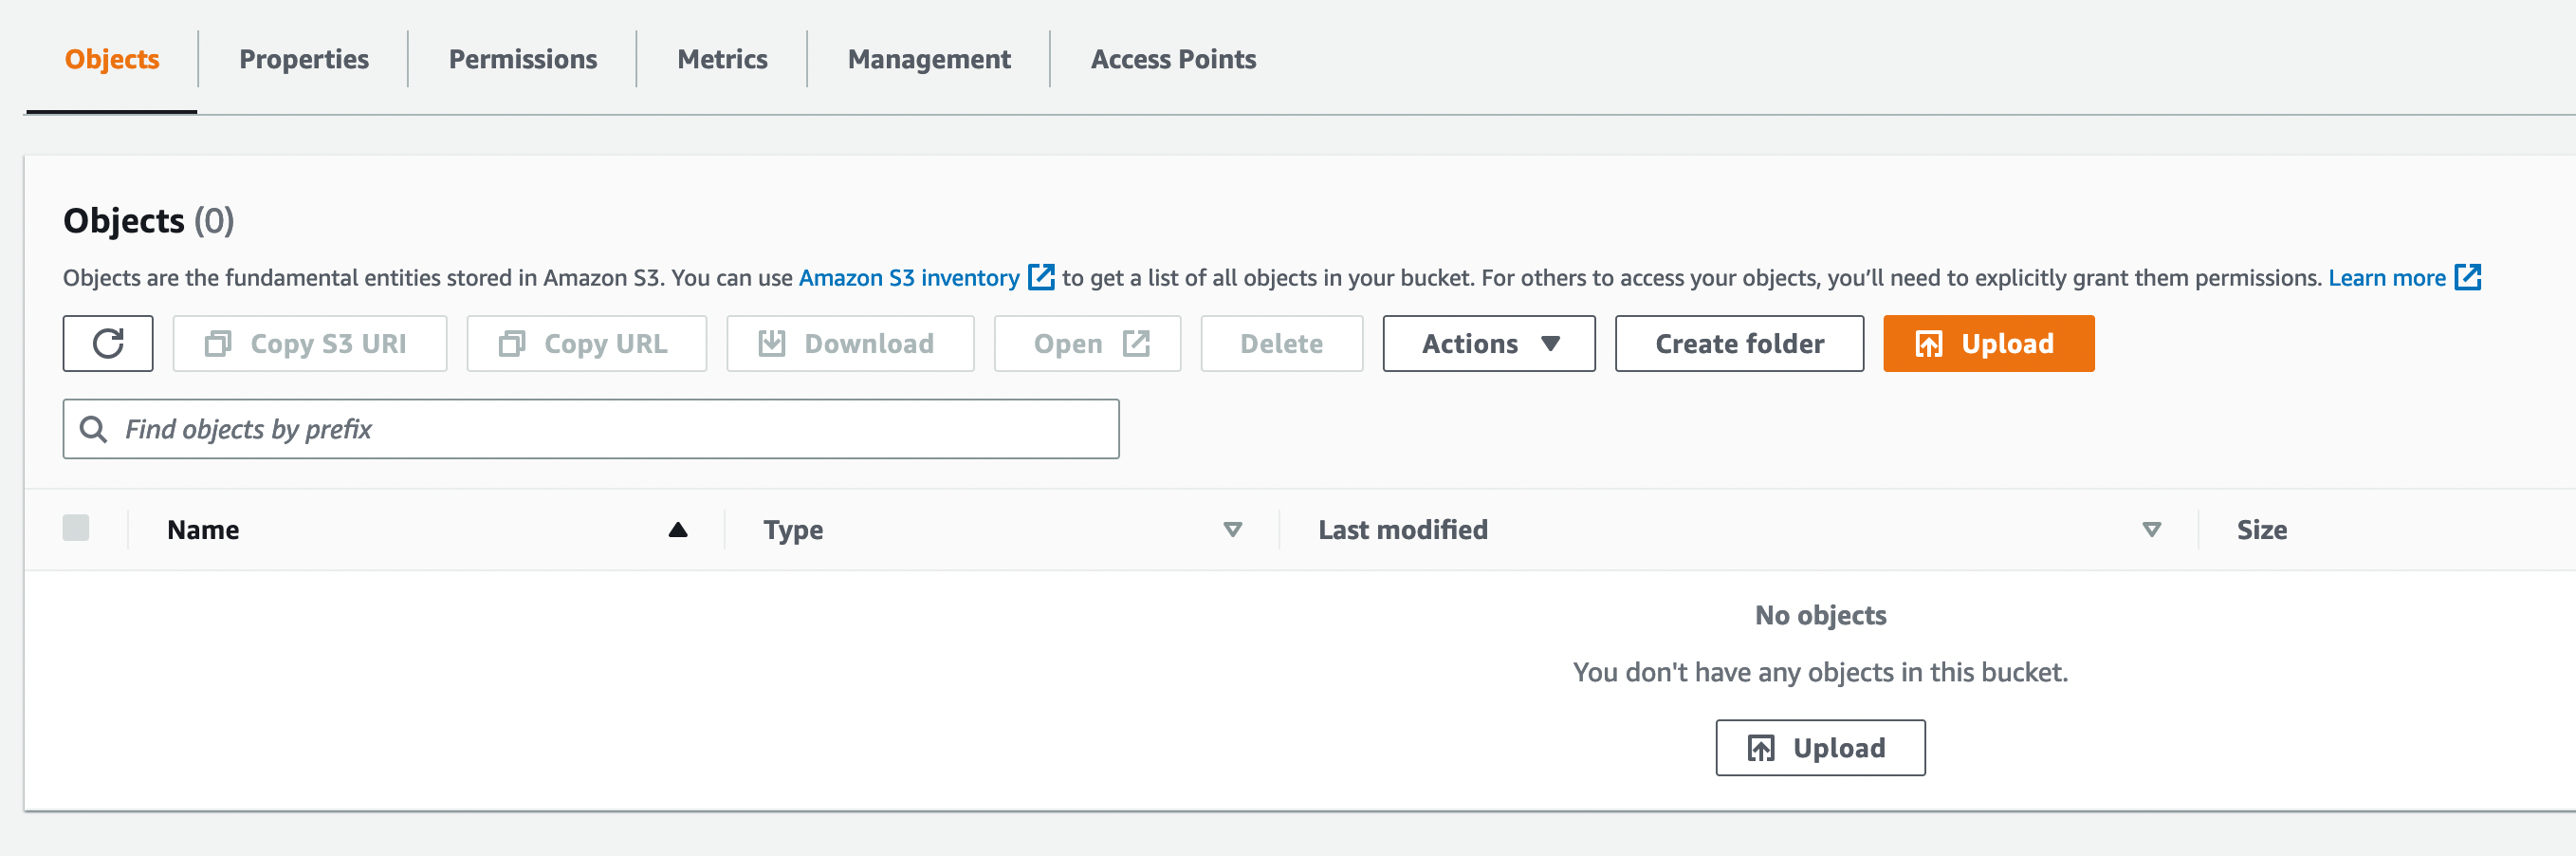 Objects Properties Permissions Metrics Management Access Points
Objects (0)
Objects are the fundamental entities stored in Amazon S3. You can use Amazon S3 inventory to get a list of all objects in your bucket. For others to access your objects, you’ll need to explicitly grant them permissions. Learn more
Copy S3 URI Copy URL Download Open Delete Actions Create folder Upload
Find objects by prefix
Name Type Last modified Size
No objects
You don't have any objects in this bucket.
Upload